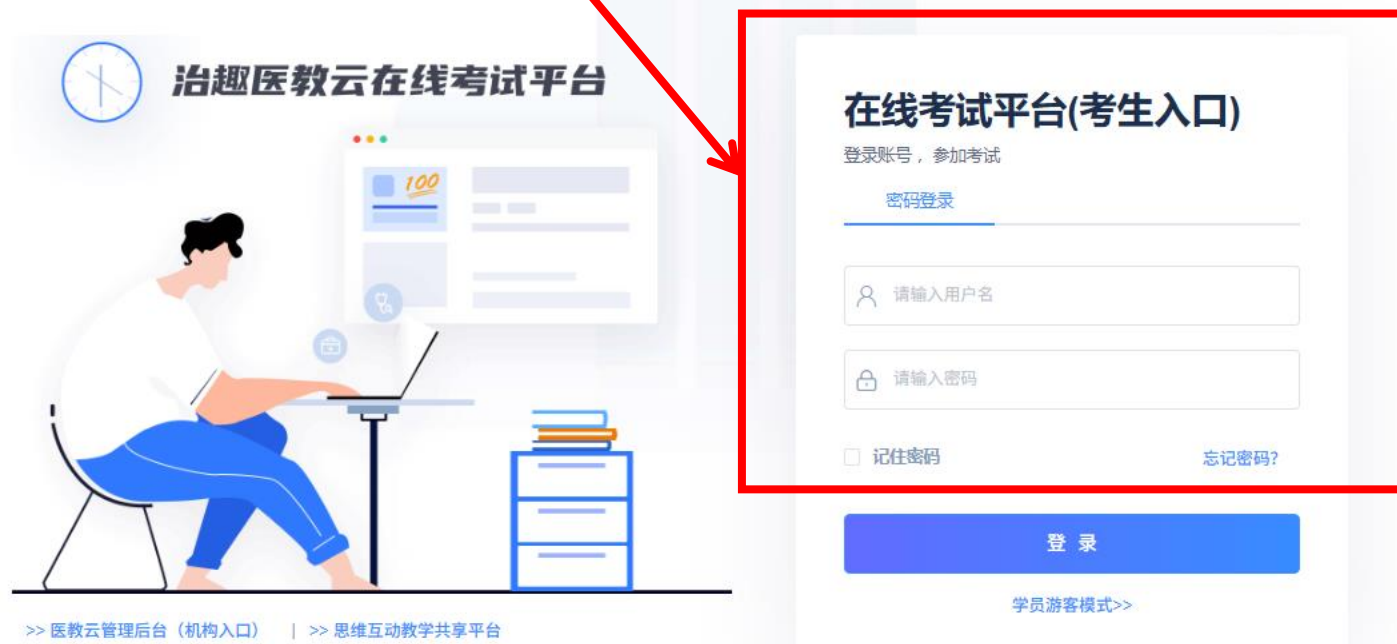 治趣医教云在线考试平台
100
>> 医教云管理后台（机构入口） | >> 思维互动教学共享平台
在线考试平台(考生入口)
登录账号，参加考试
密码登录
请输入用户名
请输入密码
记住密码 忘记密码?
登 录
学员游客模式>>